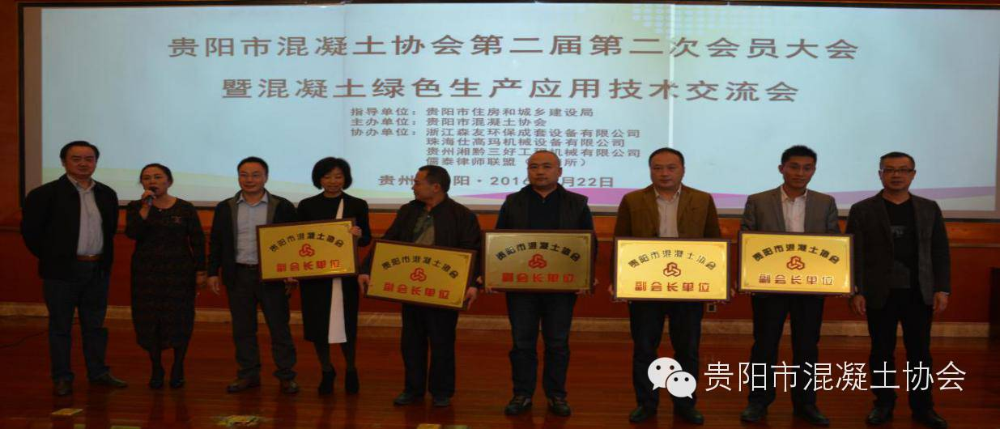 贵阳市混凝土协会第二届第二次会员大会
暨混凝土绿色生产应用技术交流会
指导单位：贵阳市住房和城乡建设局
主办单位：贵阳市混凝土协会
协办单位：浙江森友环保成套设备有限公司
珠海仕高玛机械设备有限公司
贵州湘黔三好工程机械有限公司
儒泰律师联盟（ 所）
贵州 阳·201 月22日
贵阳市混凝土协会
副会长单位
贵阳市混凝土协会
副会长单位
贵阳市混凝土协会
副会长单位
贵阳市混凝土协会
副会长单位
贵阳市混凝土协会
副会长单位
贵阳市混凝土协会